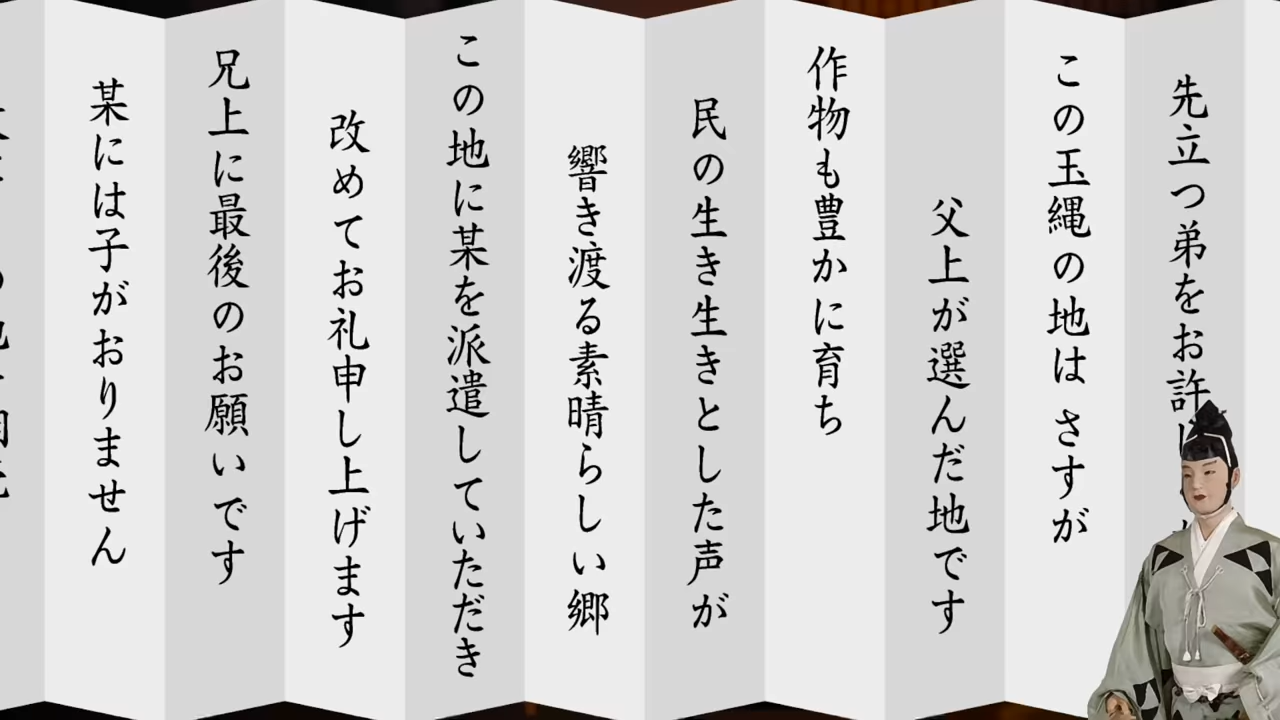 先立つ弟をお許し
この玉縄の地は さすが
父上が選んだ地です
作物も豊かに育ち
民の生き生きとした声が
響き渡る素晴らしい郷
この地に某を派遣していただき
改めてお礼申し上げます
兄上に最後のお願いです
某には子がおりません